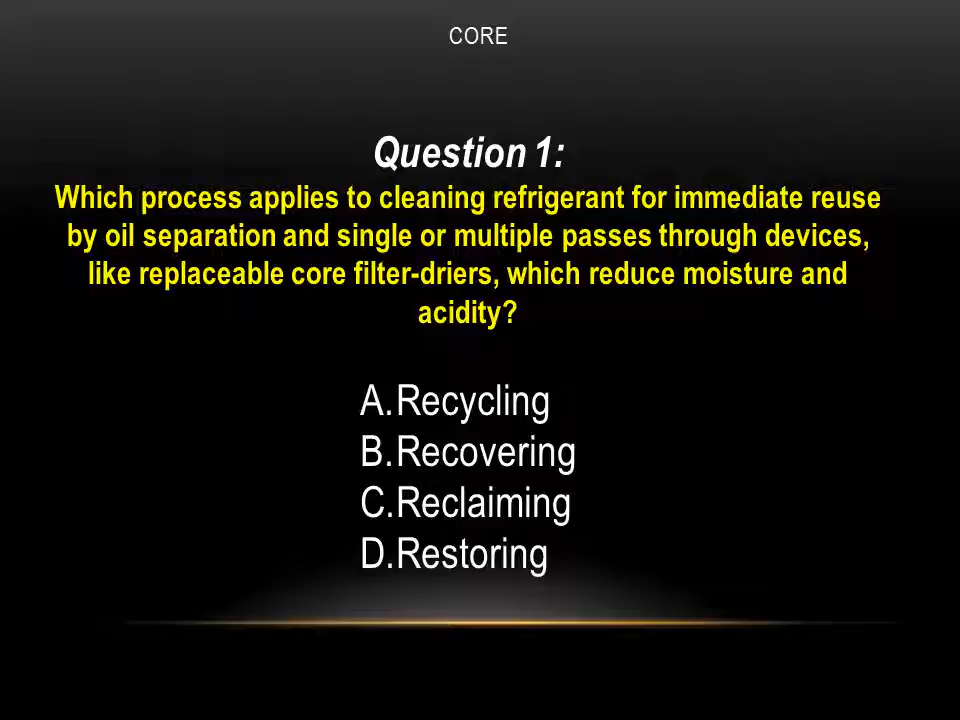 CORE
Question 1:
Which process applies to cleaning refrigerant for immediate reuse
by oil separation and single or multiple passes through devices,
like replaceable core filter-driers, which reduce moisture and
acidity?
A.Recycling
B.Recovering
C.Reclaiming
D.Restoring